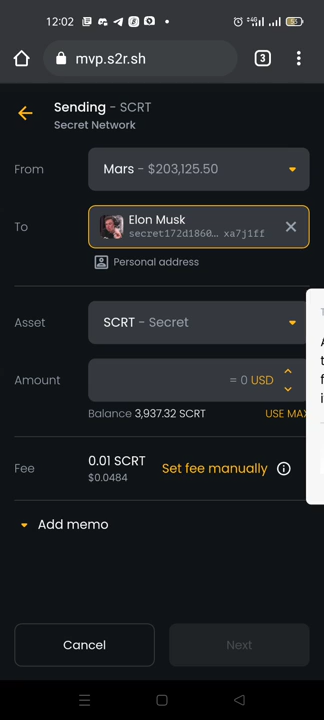 12:02
mvp.s2r.sh
3
Sending - SCRT
Secret Network
From
Mars - $203,125.50
To
Elon Musk
secret172d1860… xa7j1ff
Personal address
Asset
SCRT - Secret
Amount
= 0 USD
Balance 3,937.32 SCRT
USE MAX
Fee
0.01 SCRT
Set fee manually
$0.0484
Add memo
Cancel
Next